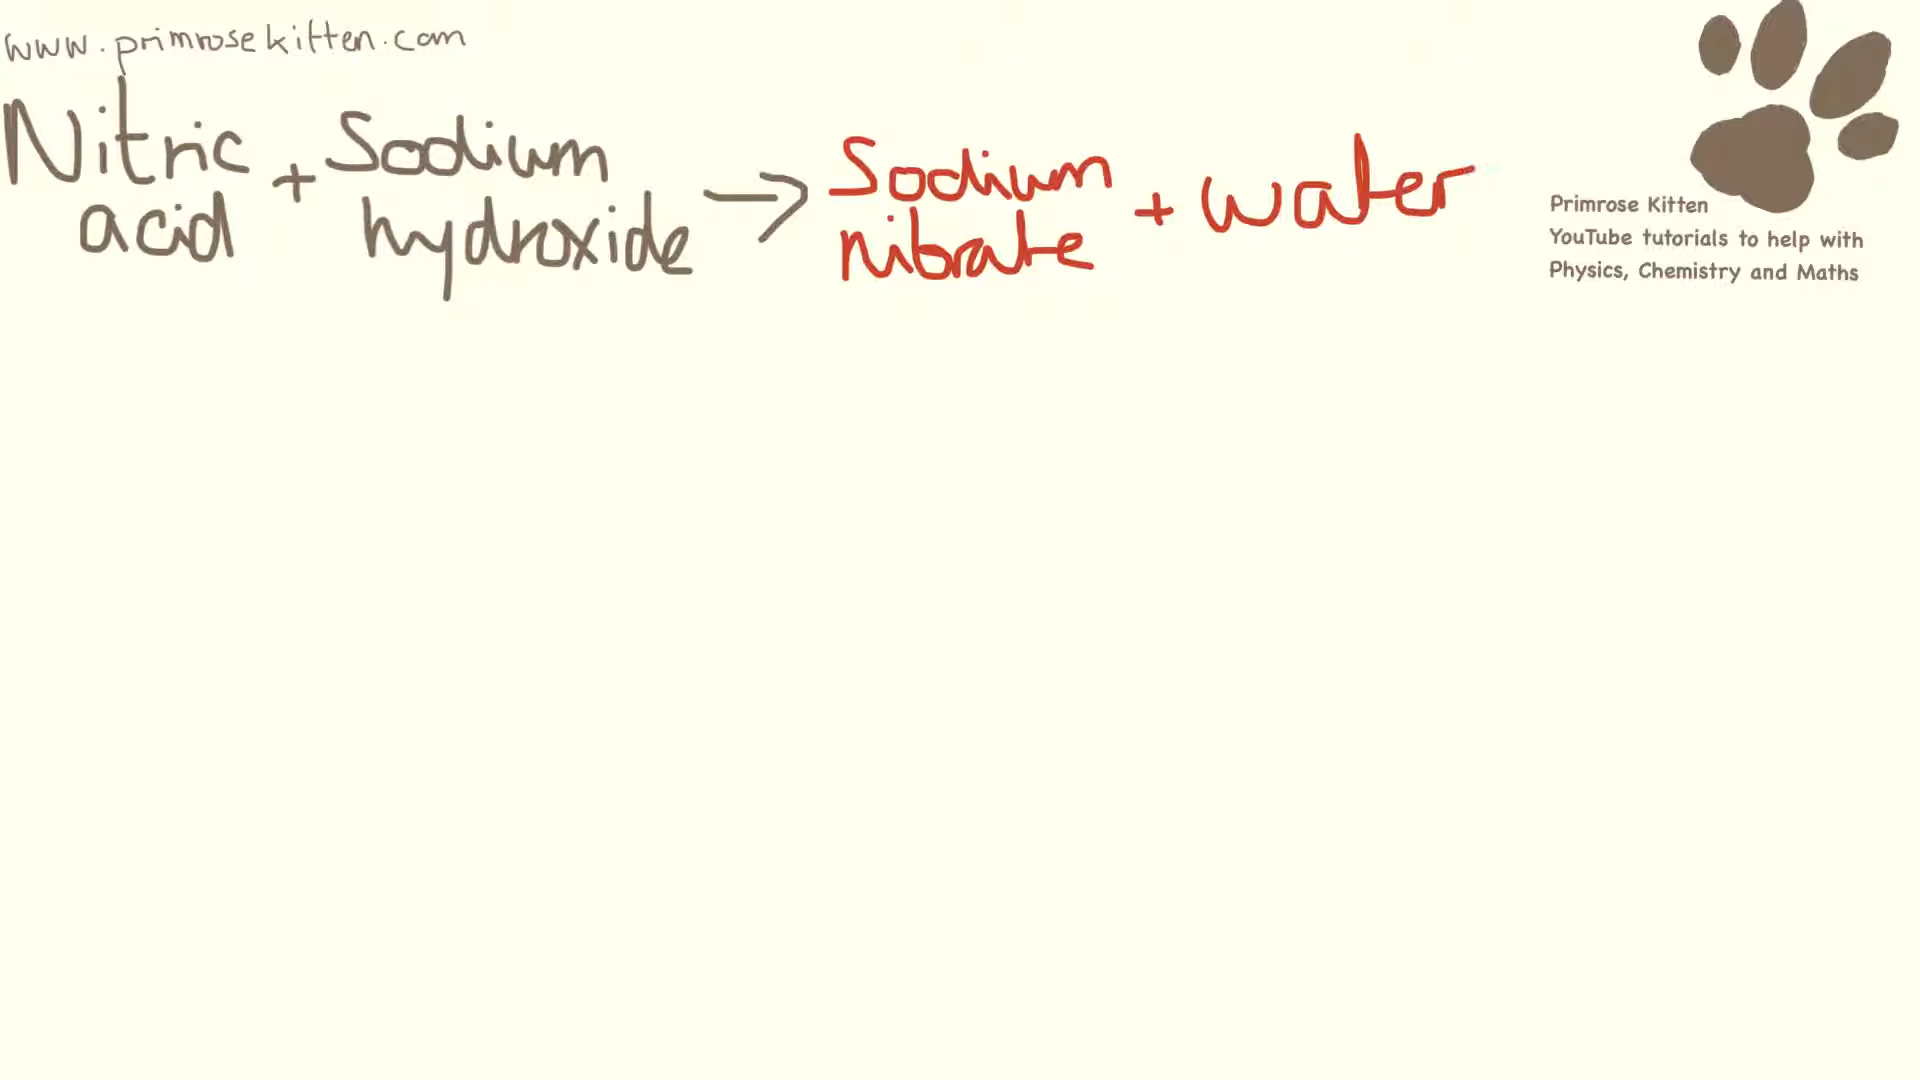 www.primrosekitten.com
Nitric + Sodium → Sodium + water
acid hydroxide nitrate
Primrose Kitten
YouTube tutorials to help with
Physics, Chemistry and Maths